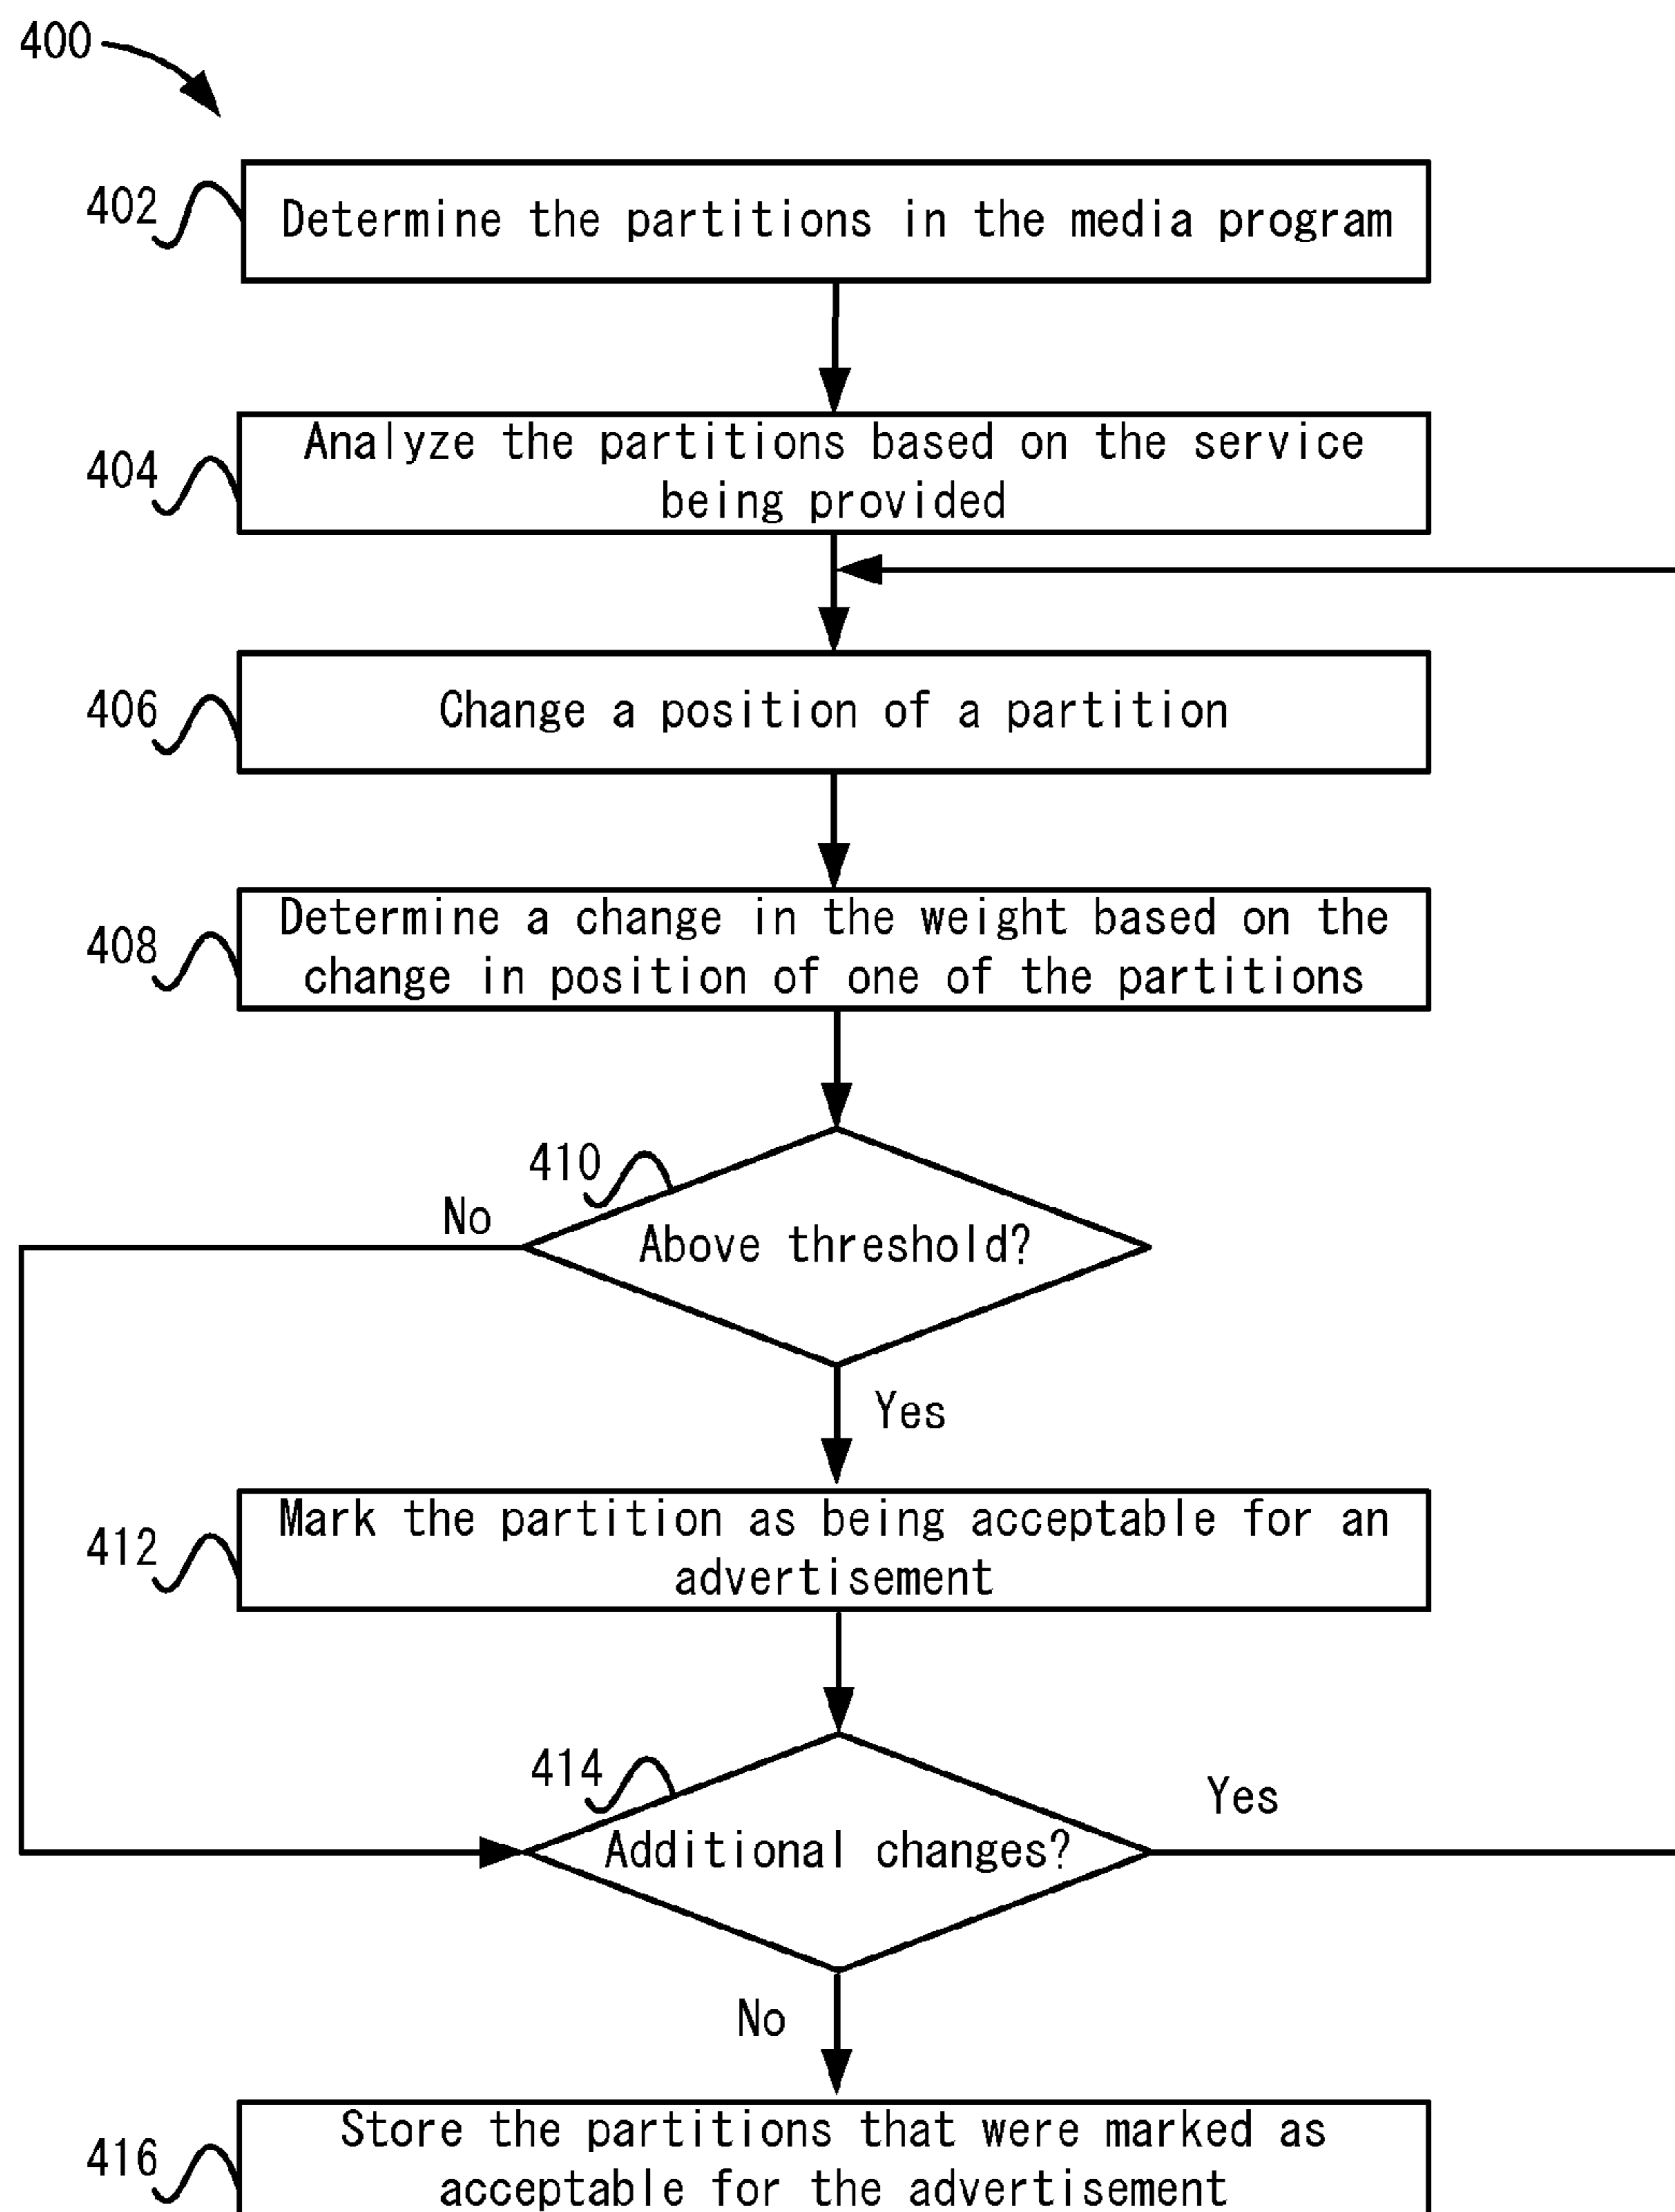 400
402
Determine the partitions in the media program
404
Analyze the partitions based on the service
being provided
406
Change a position of a partition
408
Determine a change in the weight based on the
change in position of one of the partitions
410
No
Above threshold?
Yes
412
Mark the partition as being acceptable for an
advertisement
414
Yes
Additional changes?
No
416
Store the partitions that were marked as
acceptable for the advertisement